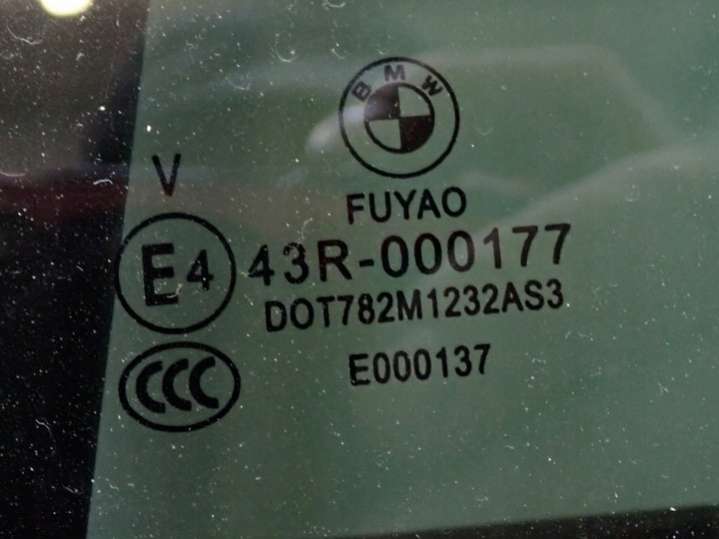 BMW
V
FUYAO
E4 43R-000177
DOT782M1232AS3
CCC E000137